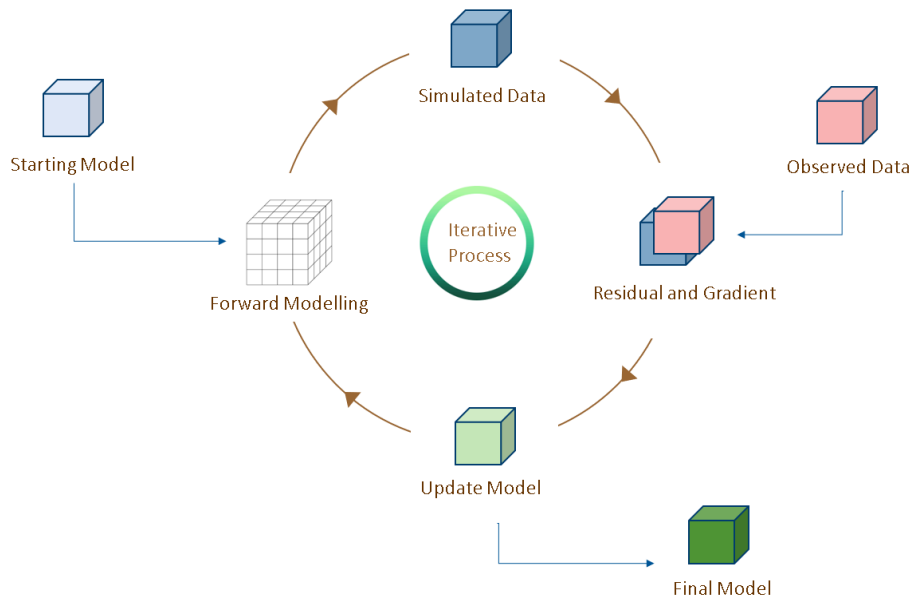 Simulated Data
Starting Model
Observed Data
Iterative
Process
Forward Modelling
Residual and Gradient
Update Model
Final Model